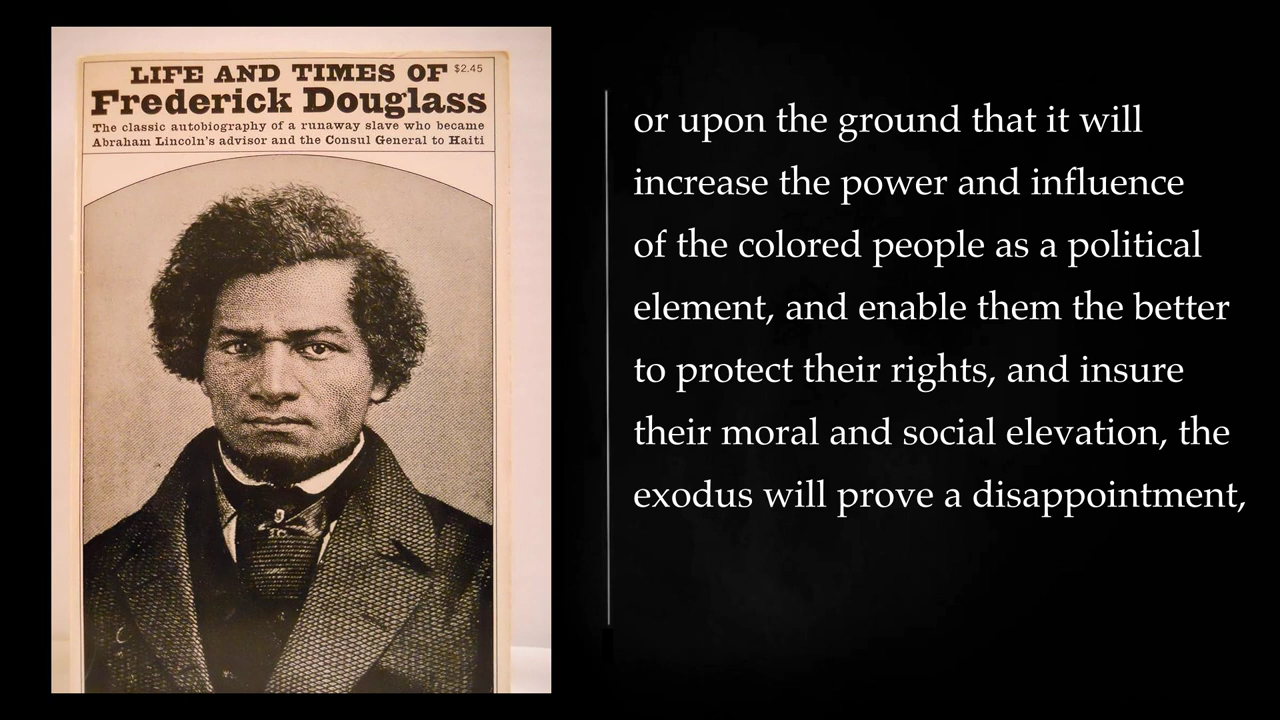 LIFE AND TIMES OF $2.45
Frederick Douglass
The classic autobiography of a runaway slave who became
Abraham Lincoln's advisor and the Consul General to Haiti
or upon the ground that it will
increase the power and influence
of the colored people as a political
element, and enable them the better
to protect their rights, and insure
their moral and social elevation, the
exodus will prove a disappointment,